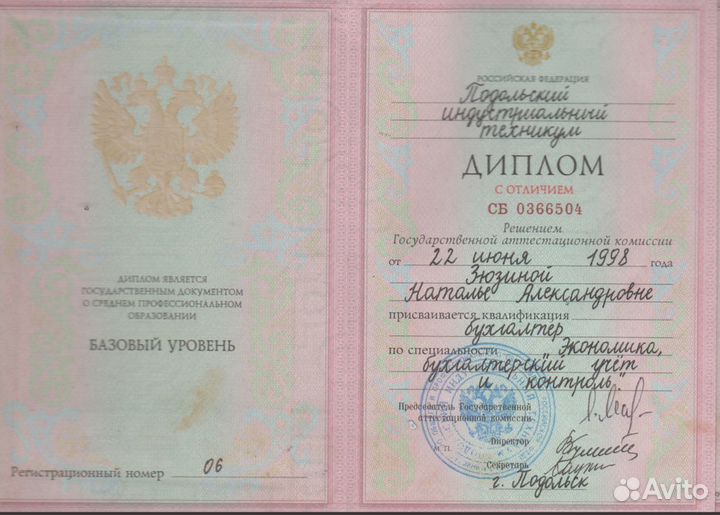 ДИПЛОМ ЯВЛЯЕТСЯ
ГОСУДАРСТВЕННЫМ ДОКУМЕНТОМ
О СРЕДНЕМ ПРОФЕССИОНАЛЬНОМ
ОБРАЗОВАНИИ
БАЗОВЫЙ УРОВЕНЬ
Регистрационный номер 06
РОССИЙСКАЯ ФЕДЕРАЦИЯ
Подольский
индустриальный
техникум
ДИПЛОМ
С ОТЛИЧИЕМ
СБ 0366504
Решением
Государственной аттестационной комиссии
от 22 июня 1998 года
Зюзиной
Наталье Александровне
присваивается квалификация
бухгалтер
по специальности „Экономика,
бухгалтерский учёт
и контроль"
Председатель Государственной
аттестационной комиссии
Директор
М П
Секретарь
г. Подольск
Avito